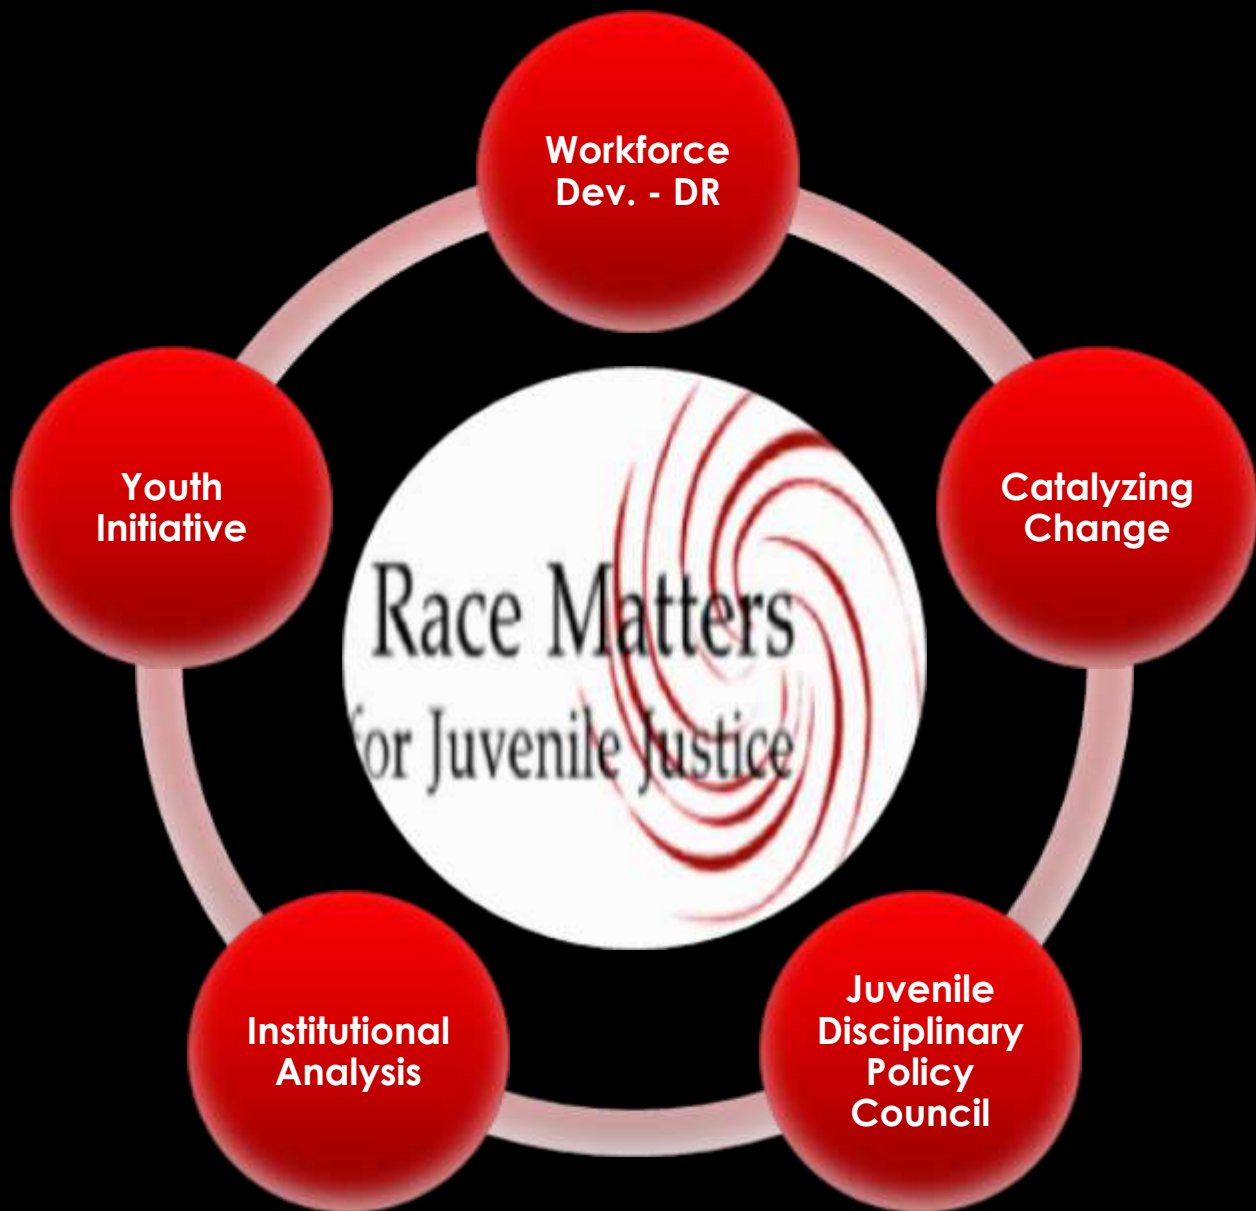 Workforce
Dev. - DR
Catalyzing
Change
Juvenile
Disciplinary
Policy
Council
Institutional
Analysis
Youth
Initiative
Race Matters
for Juvenile Justice